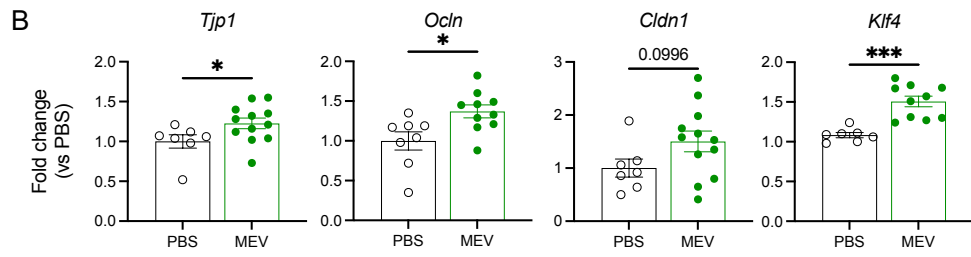 B
Tjp1
Ocln
Cldn1
Klf4
Fold change
(vs PBS)
2.0
1.5
1.0
0.5
0.0
*
PBS
MEV
2.0
1.5
1.0
0.5
0.0
*
PBS
MEV
3
2
1
0
0.0996
PBS
MEV
2.0
1.5
1.0
0.5
0.0
***
PBS
MEV